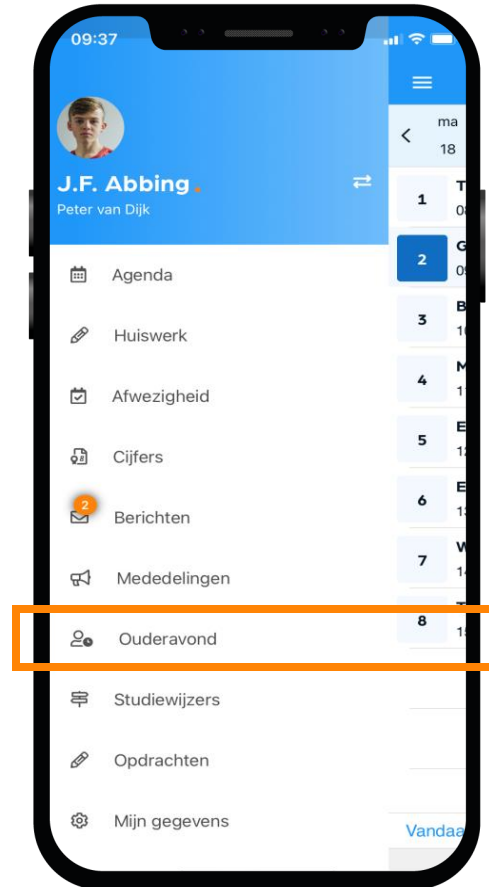 09:37
J.F. Abbing.
Peter van Dijk
Agenda
Huiswerk
Afwezigheid
Cijfers
2
Berichten
Mededelingen
Ouderavond
Studiewijzers
Opdrachten
Mijn gegevens
ma
18
1
2
3
4
5
6
7
8